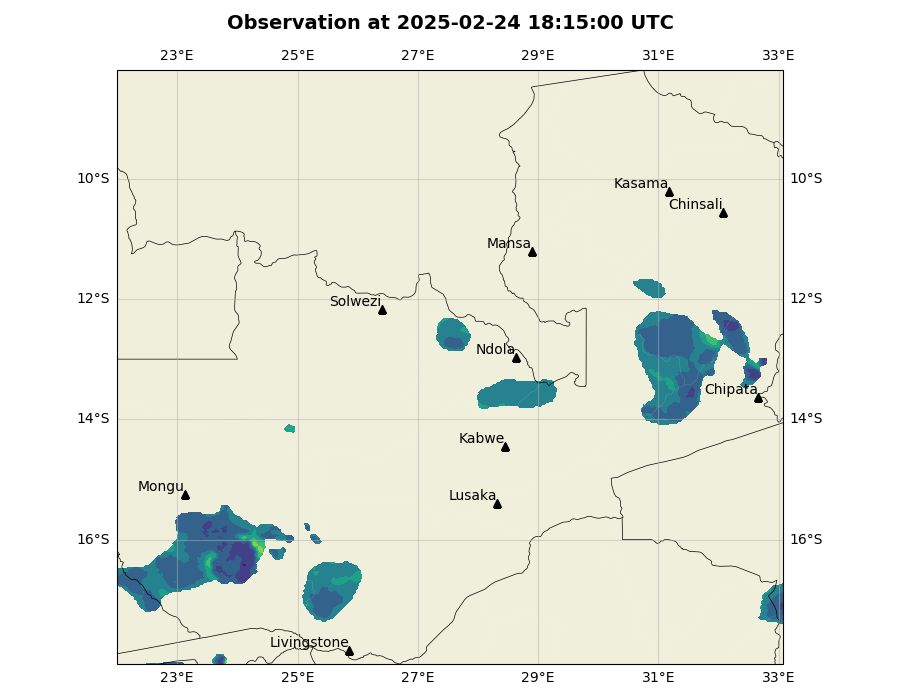 Observation at 2025-02-24 18:15:00 UTC
23°E 25°E 27°E 29°E 31°E 33°E
10°S 10°S
Kasama
Chinsali
Mansa
12°S 12°S
Solwezi
Ndola
Chipata
14°S 14°S
Kabwe
Mongu
Lusaka
16°S 16°S
Livingstone
23°E 25°E 27°E 29°E 31°E 33°E